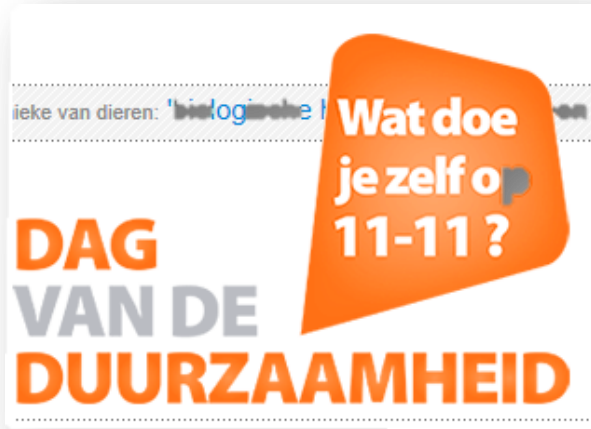 ieke van dieren:
Wat doe
je zelf op
11-11 ?
DAG
VAN DE
DUURZAAMHEID